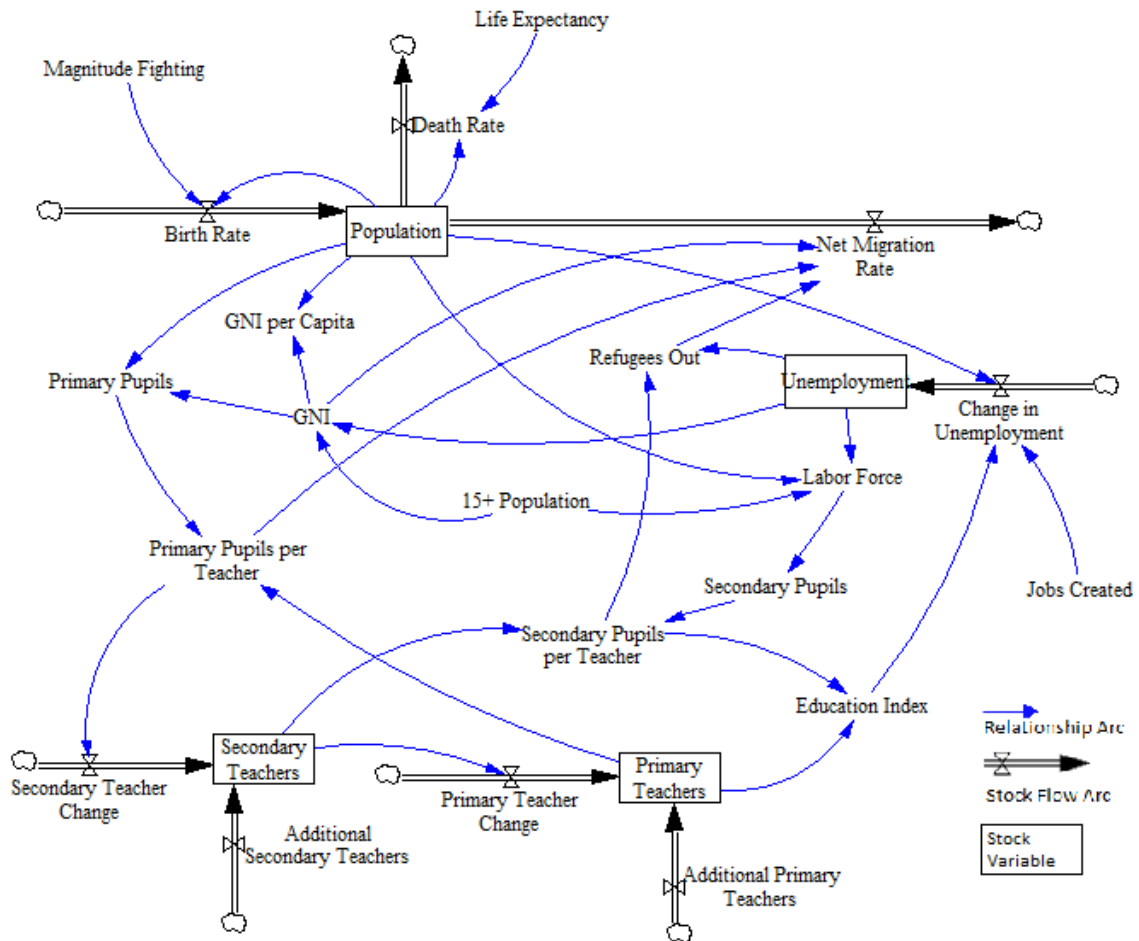 Life Expectancy
Magnitude Fighting
Death Rate
Birth Rate
Population
Net Migration
Rate
GNI per Capita
Refugees Out
Unemployment
Primary Pupils
GNI
Change in
Unemployment
Labor Force
15+ Population
Primary Pupils per
Teacher
Secondary Pupils
Jobs Created
Secondary Pupils
per Teacher
Education Index
Relationship Arc
Secondary
Teachers
Primary
Teachers
Secondary Teacher
Change
Primary Teacher
Change
Stock Flow Arc
Additional
Secondary Teachers
Stock
Variable
Additional Primary
Teachers